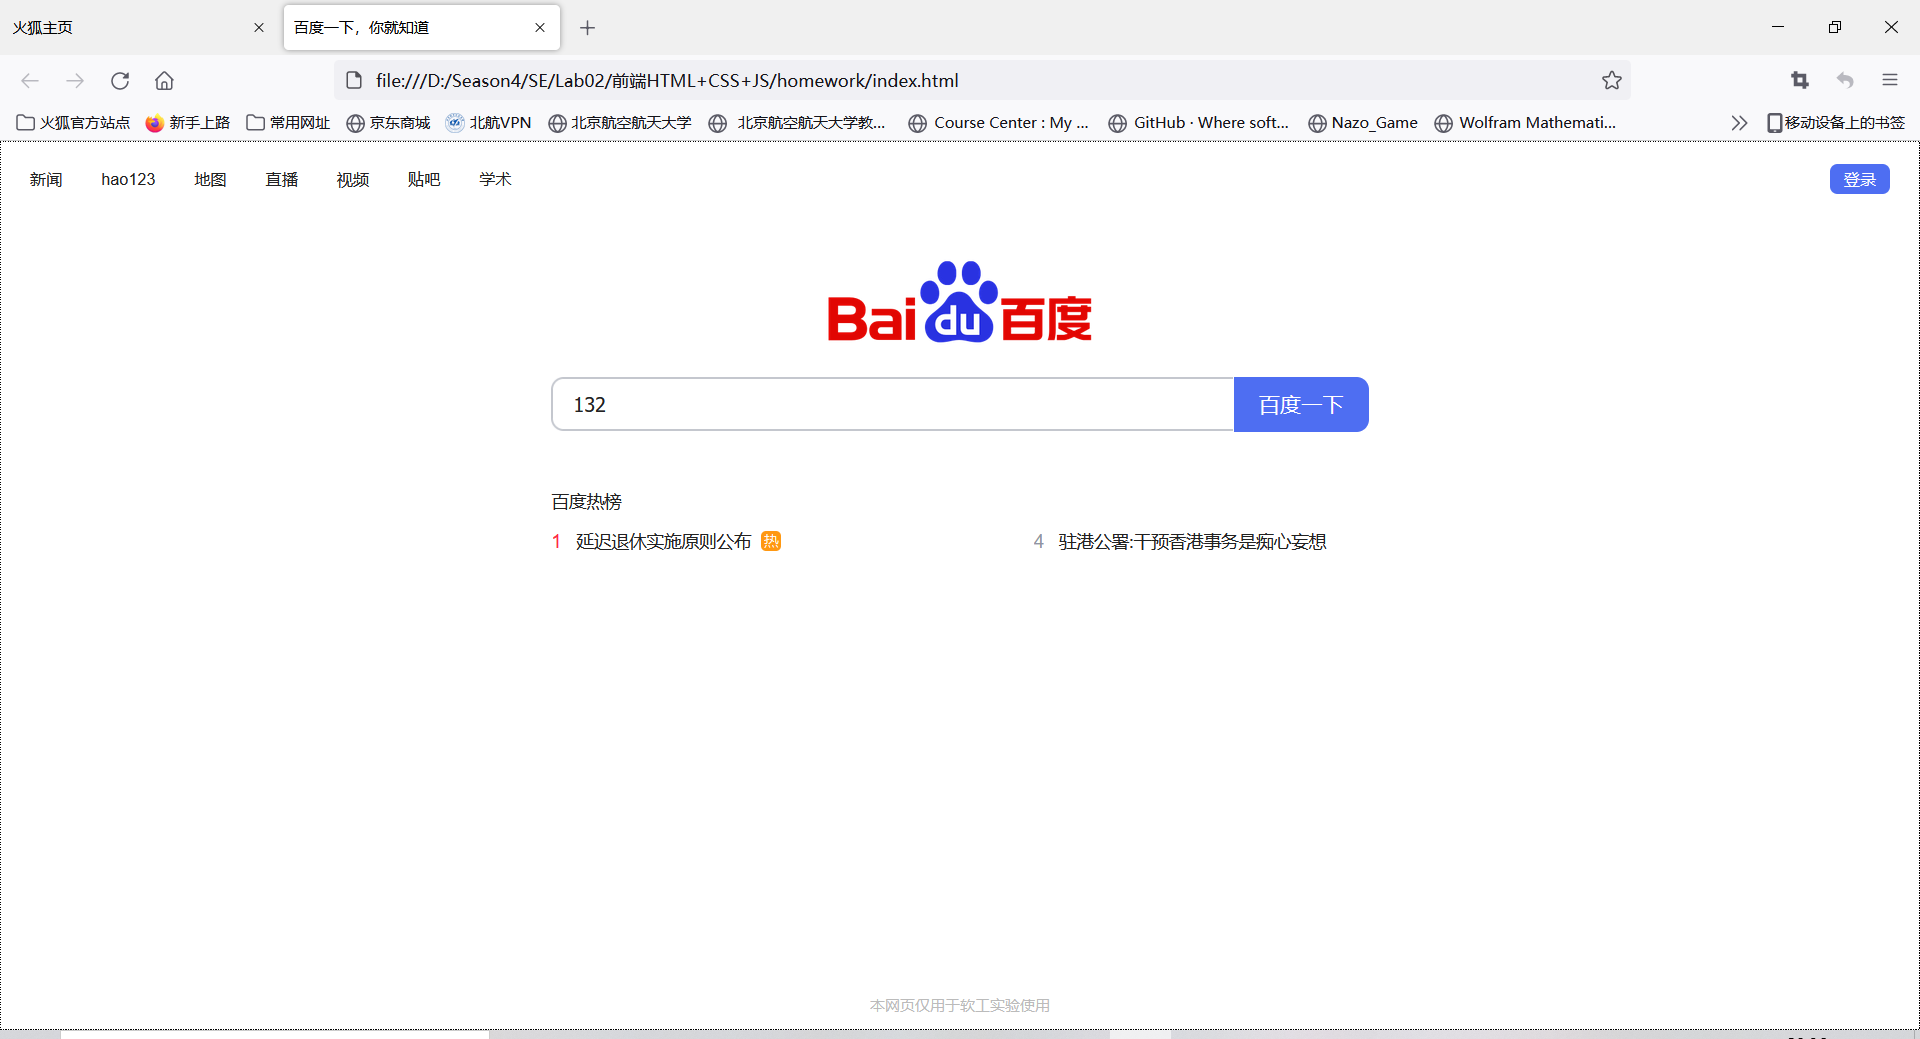 火狐主页
百度一下，你就知道
file:///D:/Season4/SE/Lab02/前端HTML+CSS+JS/homework/index.html
火狐官方站点 新手上路 常用网址 京东商城 北航VPN 北京航空航天大学 北京航空航天大学教... Course Center : My ... GitHub · Where soft... Nazo_Game Wolfram Mathemati... 移动设备上的书签
新闻 hao123 地图 直播 视频 贴吧 学术 登录
Bai du 百度
132 百度一下
百度热榜
1 延迟退休实施原则公布 热 4 驻港公署:干预香港事务是痴心妄想
本网页仅用于软工实验使用